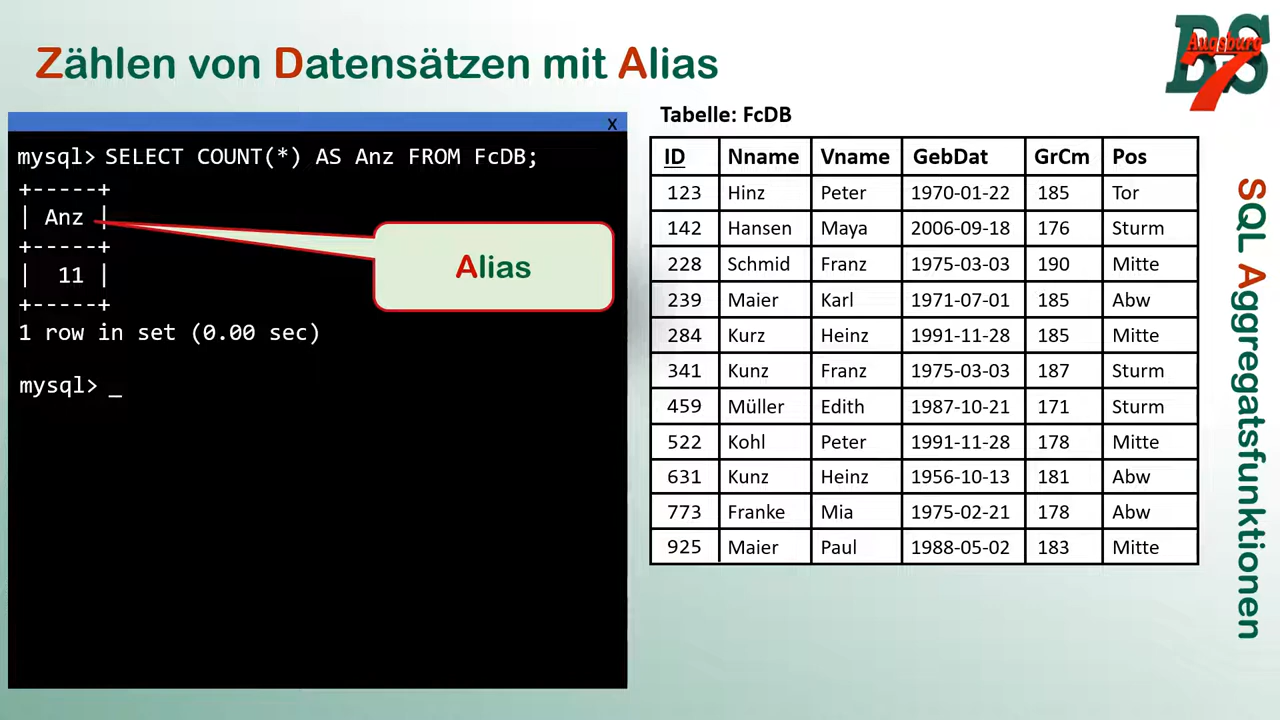 Zählen von Datensätzen mit Alias
BS
Augsburg
7
x
mysql> SELECT COUNT(*) AS Anz FROM FcDB;
+-----+
| Anz |
+-----+
|  11 |
+-----+
1 row in set (0.00 sec)
mysql> _
Alias
Tabelle: FcDB
ID Nname Vname GebDat GrCm Pos
123 Hinz Peter 1970-01-22 185 Tor
142 Hansen Maya 2006-09-18 176 Sturm
228 Schmid Franz 1975-03-03 190 Mitte
239 Maier Karl 1971-07-01 185 Abw
284 Kurz Heinz 1991-11-28 185 Mitte
341 Kunz Franz 1975-03-03 187 Sturm
459 Müller Edith 1987-10-21 171 Sturm
522 Kohl Peter 1991-11-28 178 Mitte
631 Kunz Heinz 1956-10-13 181 Abw
773 Franke Mia 1975-02-21 178 Abw
925 Maier Paul 1988-05-02 183 Mitte
SQL Aggregatsfunktionen